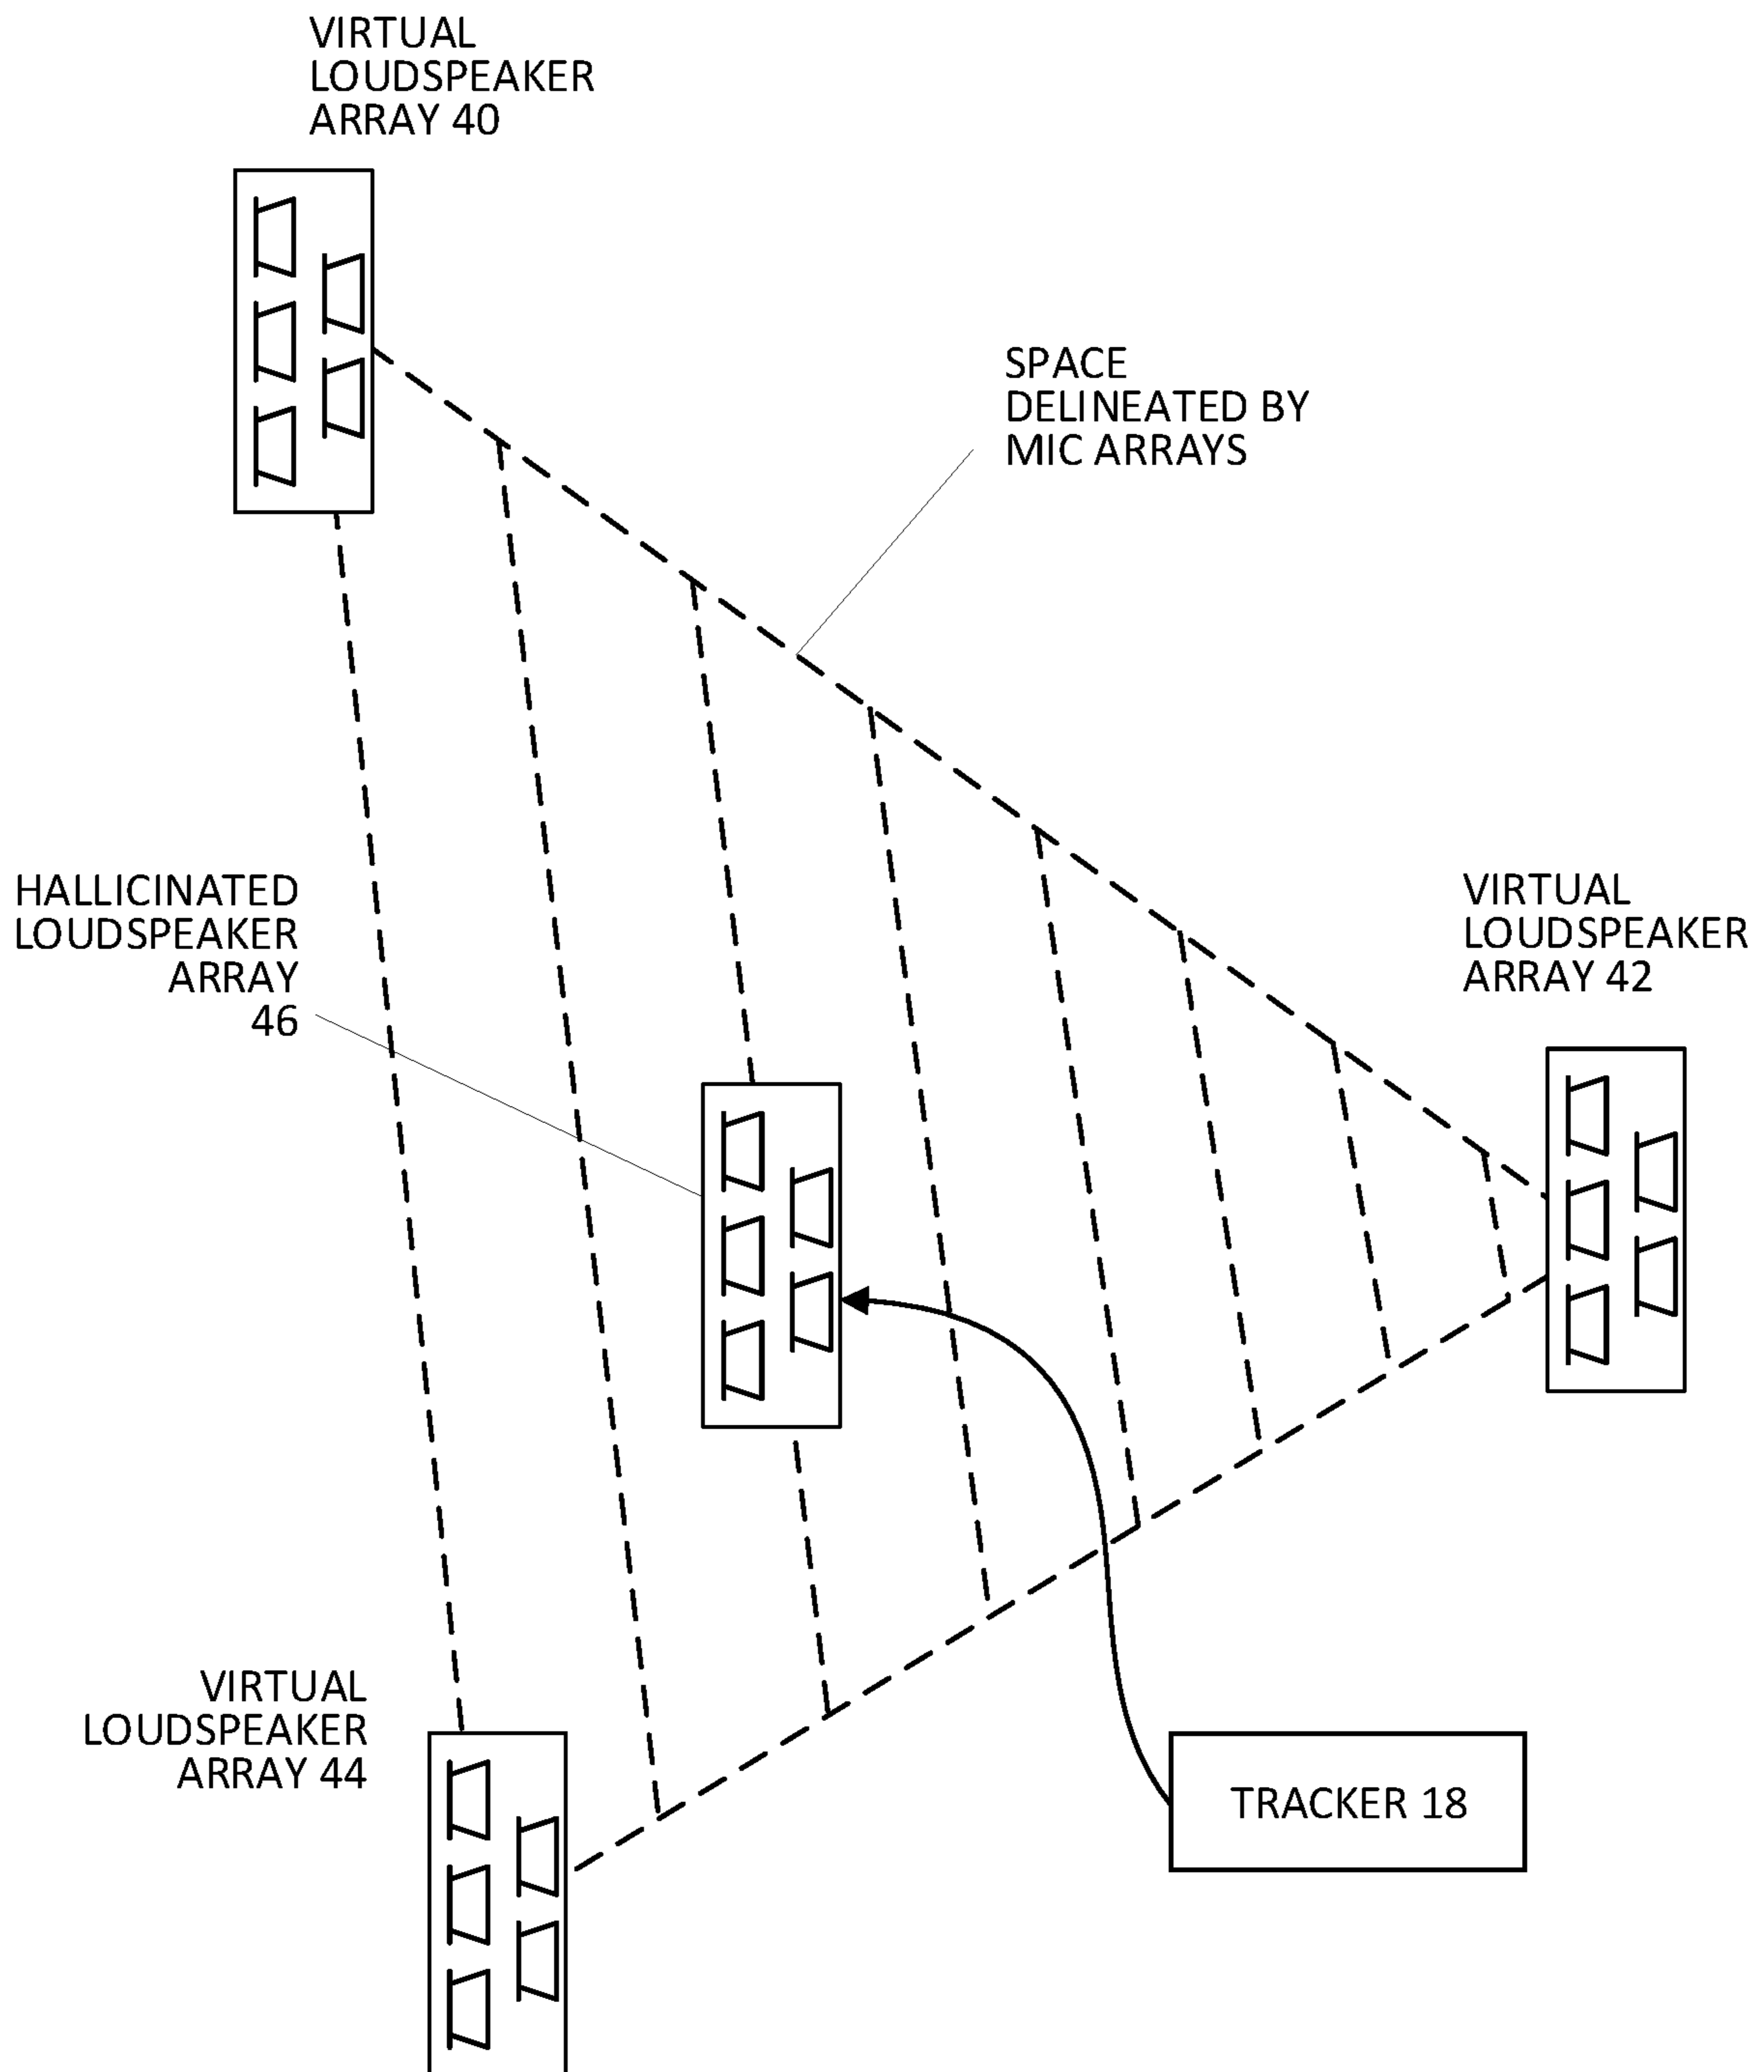 VIRTUAL
LOUDSPEAKER
ARRAY 40
SPACE
DELINEATED BY
MIC ARRAYS
HALLICINATED
LOUDSPEAKER
ARRAY
46
VIRTUAL
LOUDSPEAKER
ARRAY 42
VIRTUAL
LOUDSPEAKER
ARRAY 44
TRACKER 18